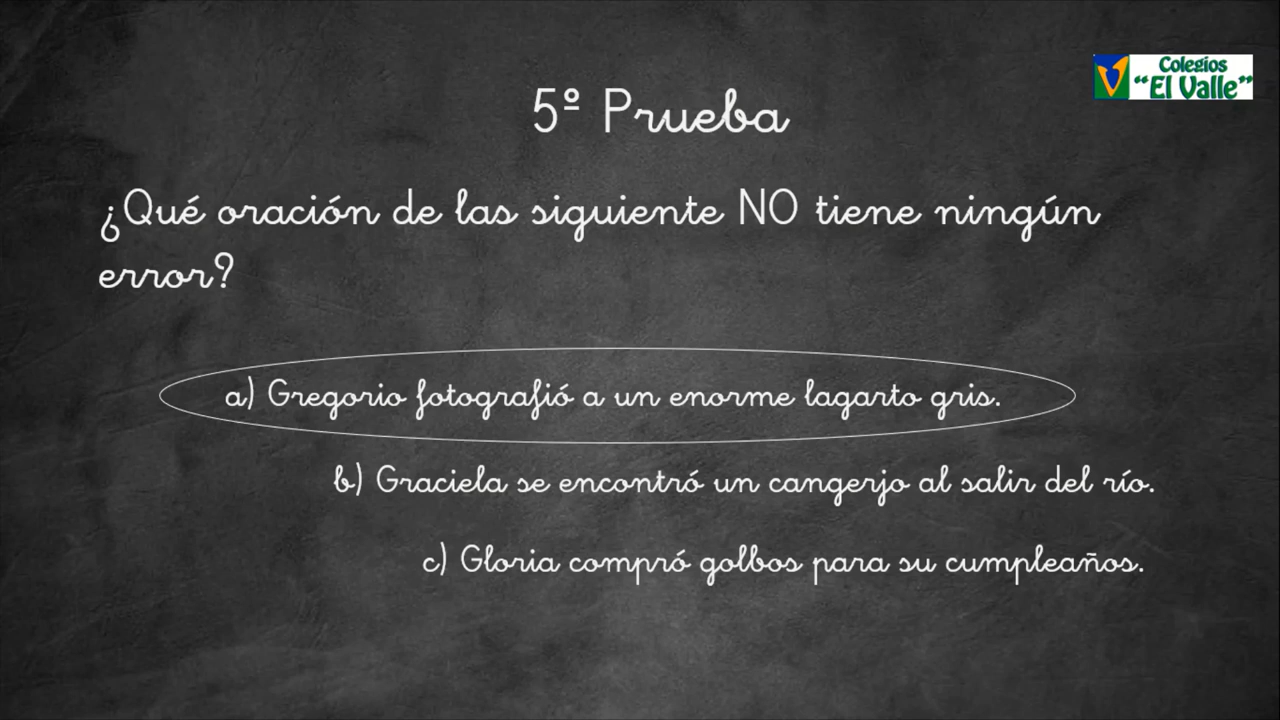 Colegios
"El Valle"
5º Prueba
¿Qué oración de las siguiente NO tiene ningún
error?
a) Gregorio fotografió a un enorme lagarto gris.
b) Graciela se encontró un cangerjo al salir del río.
c) Gloria compró golbos para su cumpleaños.